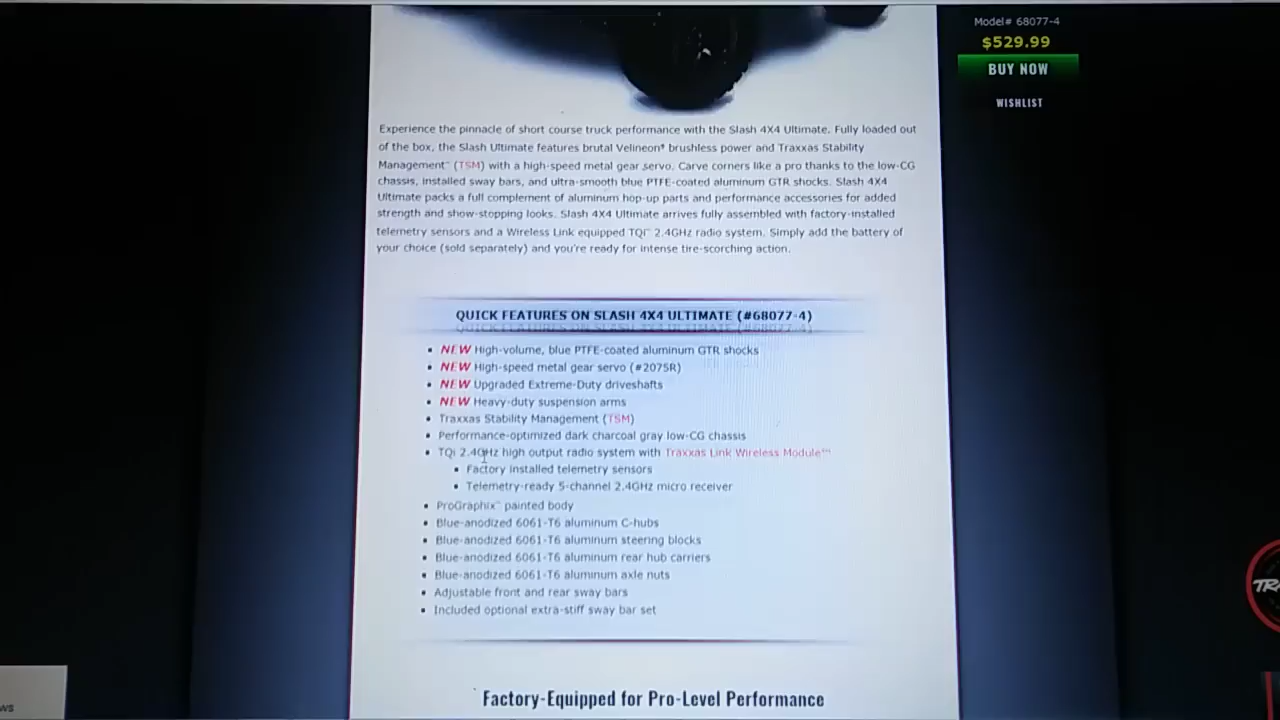 Model# 68077-4
$529.99
BUY NOW
WISHLIST
Experience the pinnacle of short course truck performance with the Slash 4X4 Ultimate. Fully loaded out
of the box, the Slash Ultimate features brutal Velineon® brushless power and Traxxas Stability
Management™ (TSM) with a high-speed metal gear servo. Carve corners like a pro thanks to the low-CG
chassis, installed sway bars, and ultra-smooth blue PTFE-coated aluminum GTR shocks. Slash 4X4
Ultimate packs a full complement of aluminum hop-up parts and performance accessories for added
strength and show-stopping looks. Slash 4X4 Ultimate arrives fully assembled with factory-installed
telemetry sensors and a Wireless Link equipped TQi™ 2.4GHz radio system. Simply add the battery of
your choice (sold separately) and you're ready for intense tire-scorching action.
QUICK FEATURES ON SLASH 4X4 ULTIMATE (#68077-4)
▪ NEW High-volume, blue PTFE-coated aluminum GTR shocks
▪ NEW High-speed metal gear servo (#2075R)
▪ NEW Upgraded Extreme-Duty driveshafts
▪ NEW Heavy-duty suspension arms
▪ Traxxas Stability Management (TSM)
▪ Performance-optimized dark charcoal gray low-CG chassis
▪ TQi 2.4GHz high output radio system with Traxxas Link Wireless Module™
▪ Factory installed telemetry sensors
▪ Telemetry-ready 5-channel 2.4GHz micro receiver
▪ ProGraphix™ painted body
▪ Blue-anodized 6061-T6 aluminum C-hubs
▪ Blue-anodized 6061-T6 aluminum steering blocks
▪ Blue-anodized 6061-T6 aluminum rear hub carriers
▪ Blue-anodized 6061-T6 aluminum axle nuts
▪ Adjustable front and rear sway bars
▪ Included optional extra-stiff sway bar set
Factory-Equipped for Pro-Level Performance